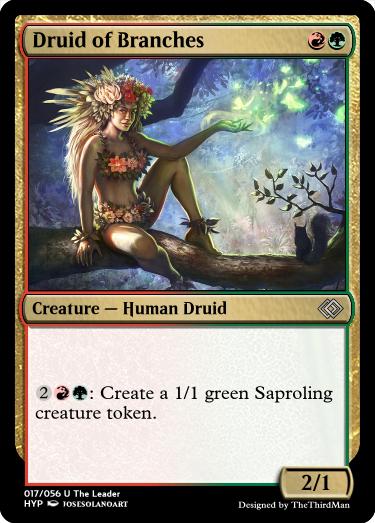 Druid of Branches
Creature — Human Druid
2: Create a 1/1 green Saproling
creature token.
2/1
017/056 U The Leader
HYP JOSESOLANOART
Designed by TheThirdMan